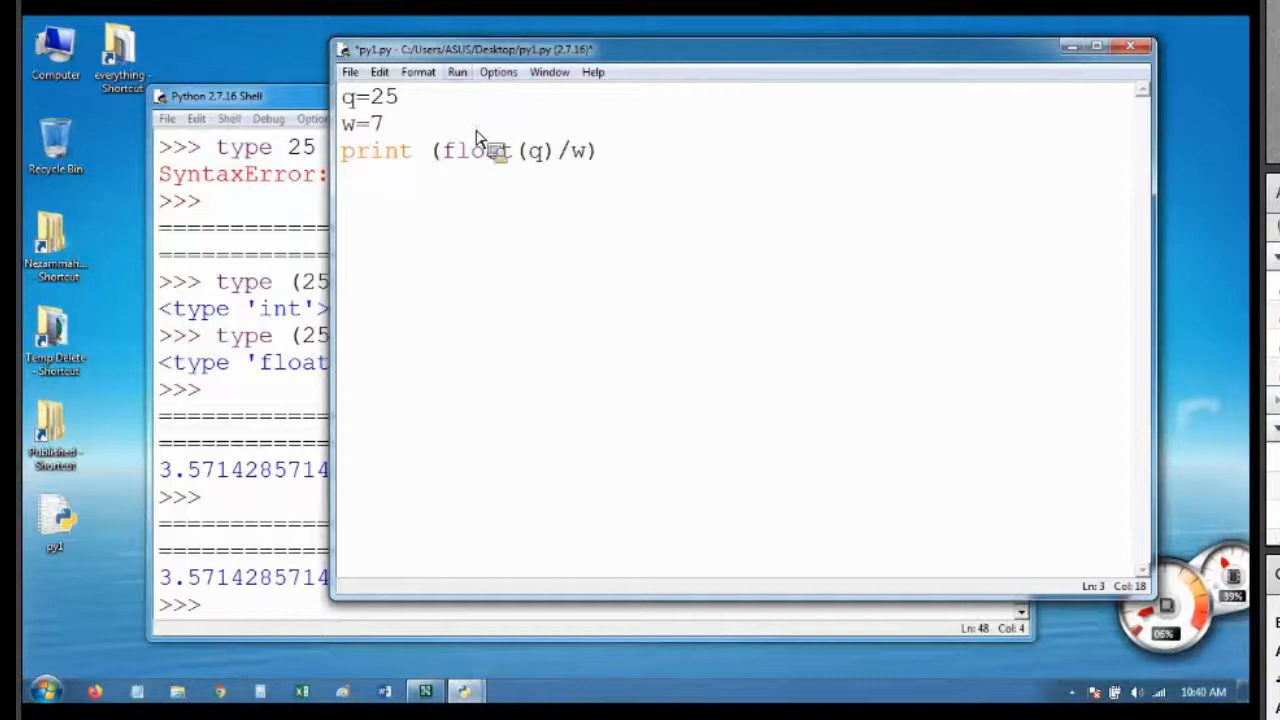 Computer
everything -
Shortcut
Recycle Bin
Nezammah...
- Shortcut
Temp Delete
- Shortcut
Published -
Shortcut
py1
Python 2.7.16 Shell
File Edit Shell Debug Option
>>> type 25
SyntaxError:
>>>
=============
=============
>>> type (25
<type 'int'>
>>> type (25
<type 'float
>>>
=============
=============
3.5714285714
>>>
=============
=============
3.5714285714
>>>
Ln: 48 Col: 4
*py1.py - C:/Users/ASUS/Desktop/py1.py (2.7.16)*
File Edit Format Run Options Window Help
q=25
w=7
print (float(q)/w)
Ln: 3 Col: 18
39%
06%
10:40 AM